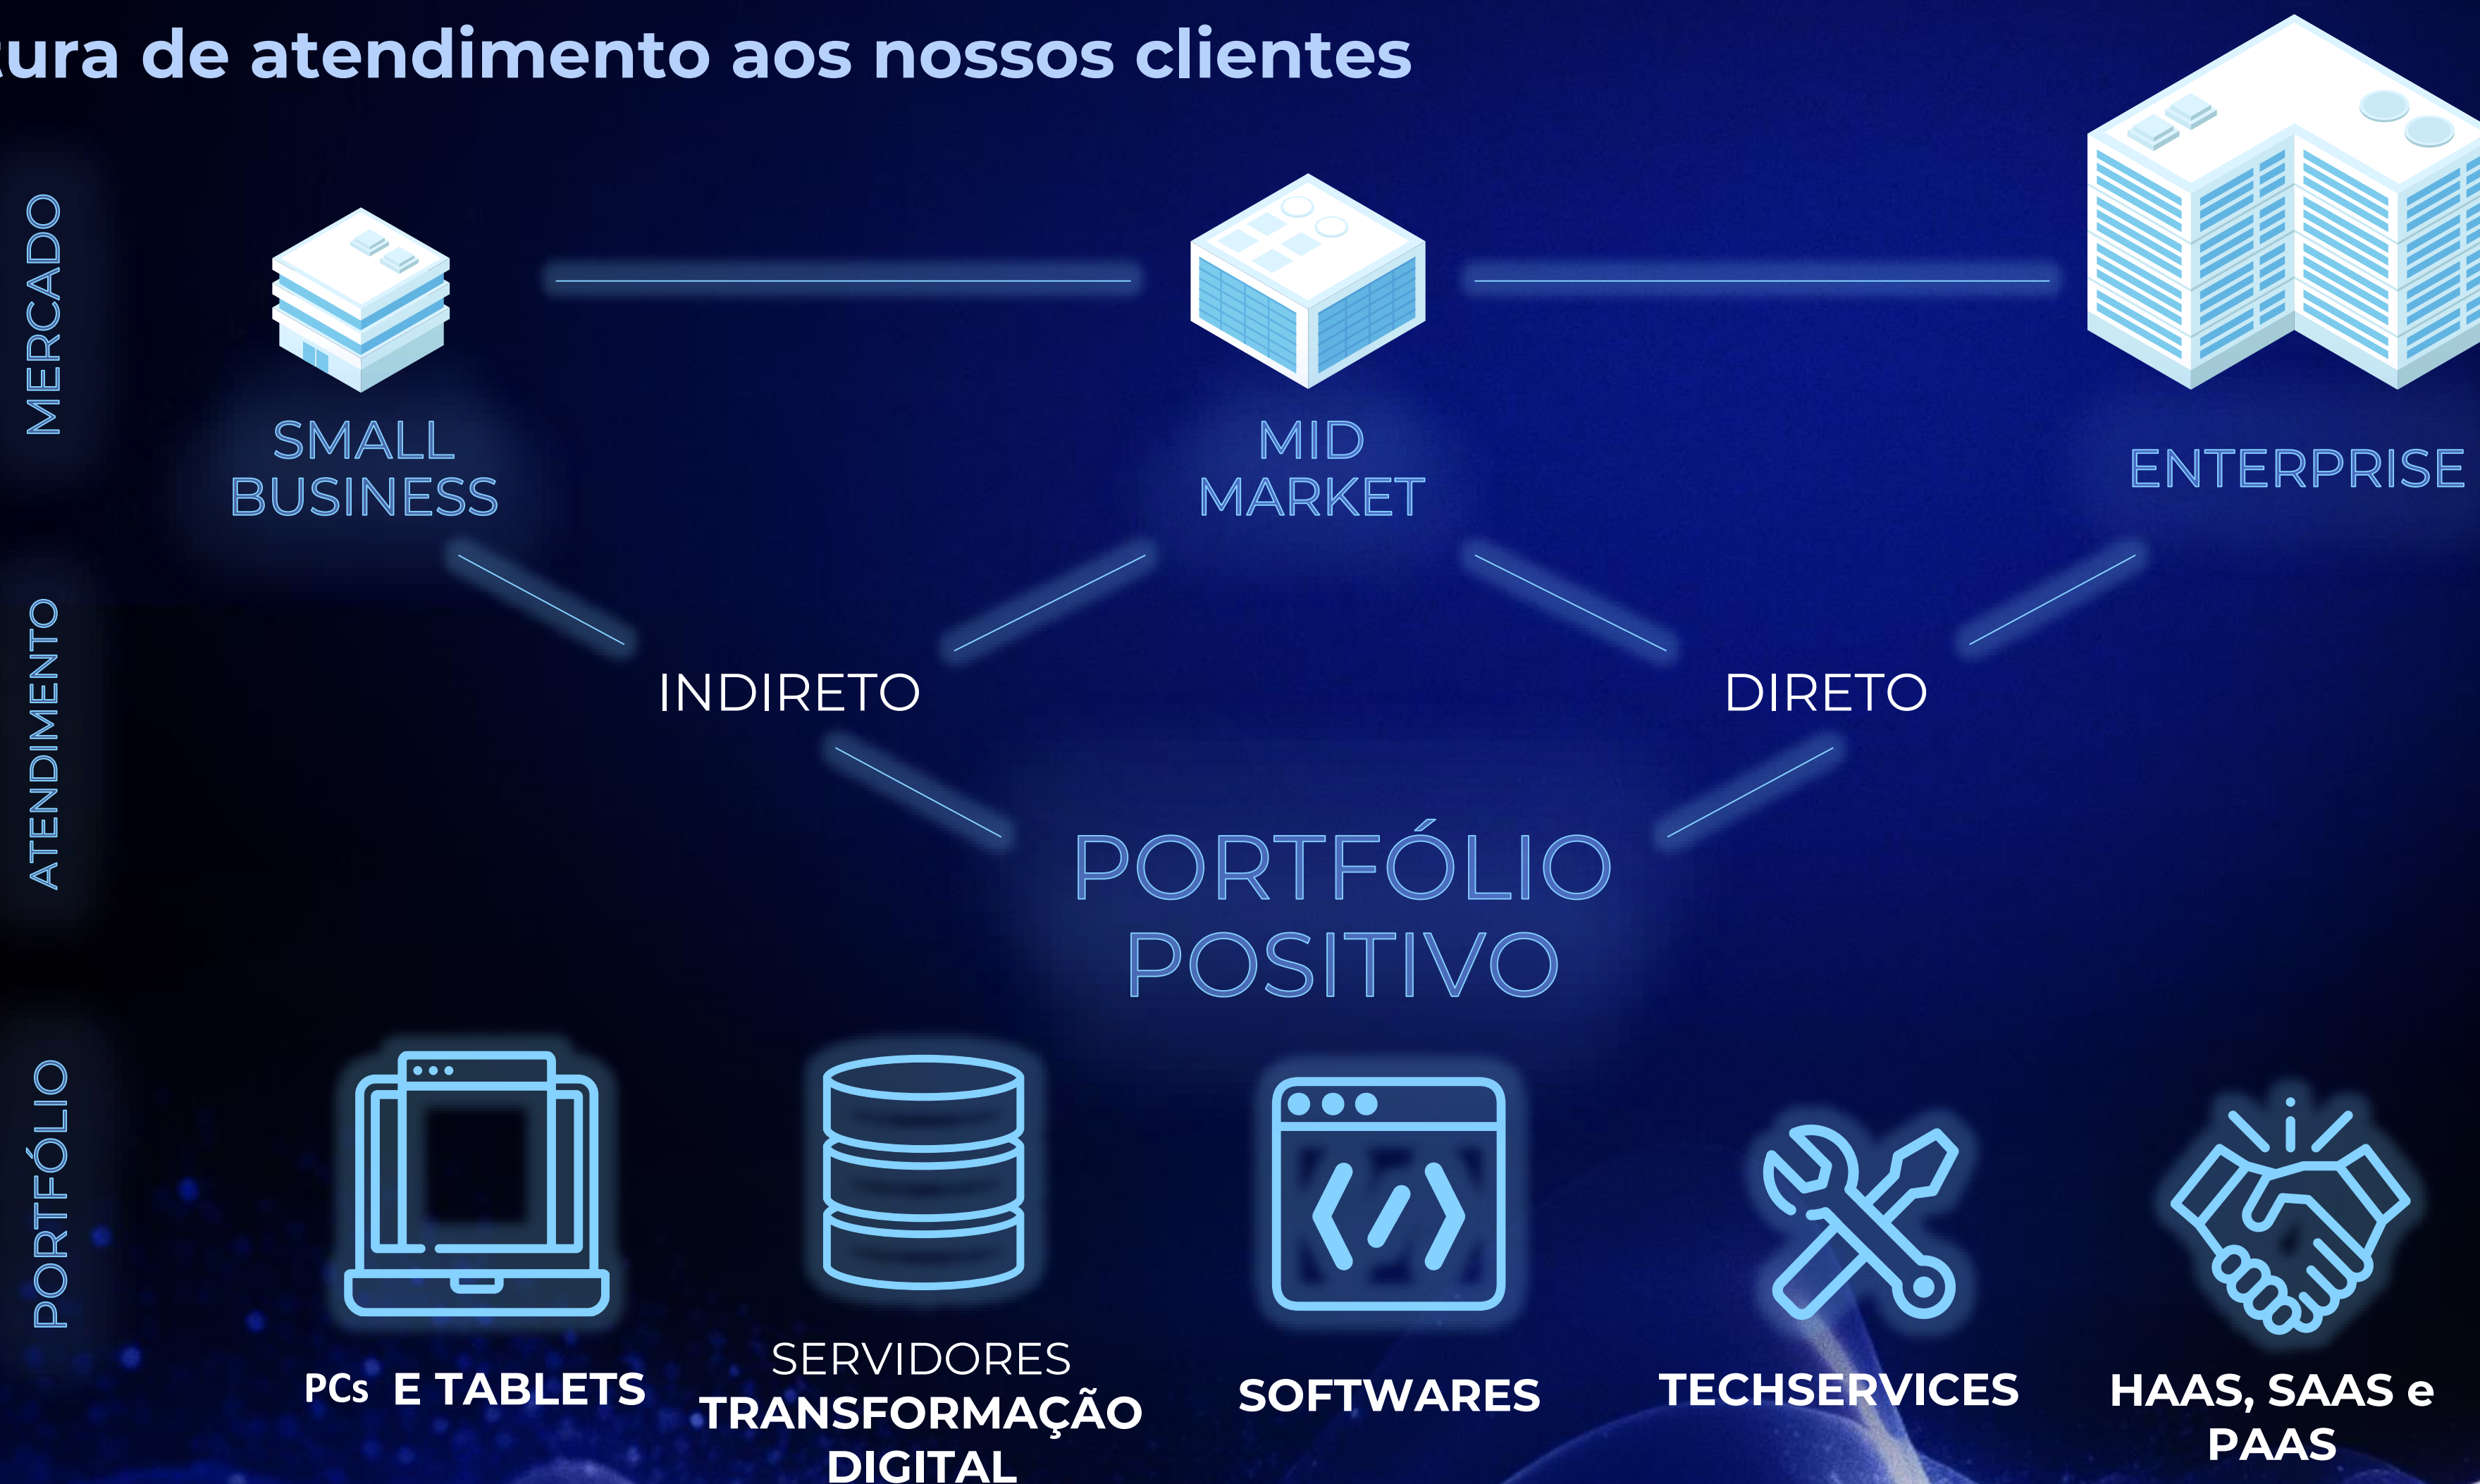 tura de atendimento aos nossos clientes
MERCADO
SMALL
BUSINESS
MID
MARKET
ENTERPRISE
ATENDIMENTO
INDIRETO
DIRETO
PORTFÓLIO
POSITIVO
PORTFÓLIO
PCs E TABLETS
SERVIDORES
TRANSFORMAÇÃO
DIGITAL
SOFTWARES
TECHSERVICES
HAAS, SAAS e
PAAS